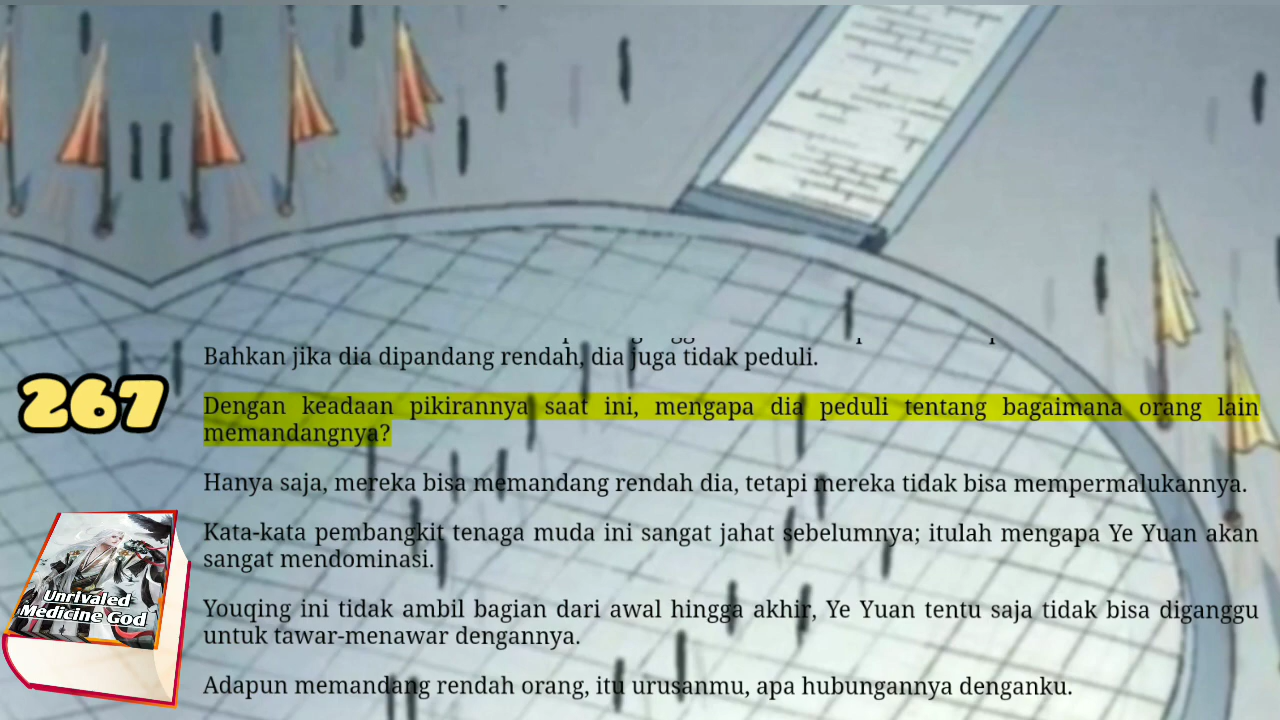 Bahkan jika dia dipandang rendah, dia juga tidak peduli.
Dengan keadaan pikirannya saat ini, mengapa dia peduli tentang bagaimana orang lain
memandangnya?
Hanya saja, mereka bisa memandang rendah dia, tetapi mereka tidak bisa mempermalukannya.
Kata-kata pembangkit tenaga muda ini sangat jahat sebelumnya; itulah mengapa Ye Yuan akan
sangat mendominasi.
Youqing ini tidak ambil bagian dari awal hingga akhir, Ye Yuan tentu saja tidak bisa diganggu
untuk tawar-menawar dengannya.
Adapun memandang rendah orang, itu urusanmu, apa hubungannya denganku.
267
Unrivaled
Medicine God